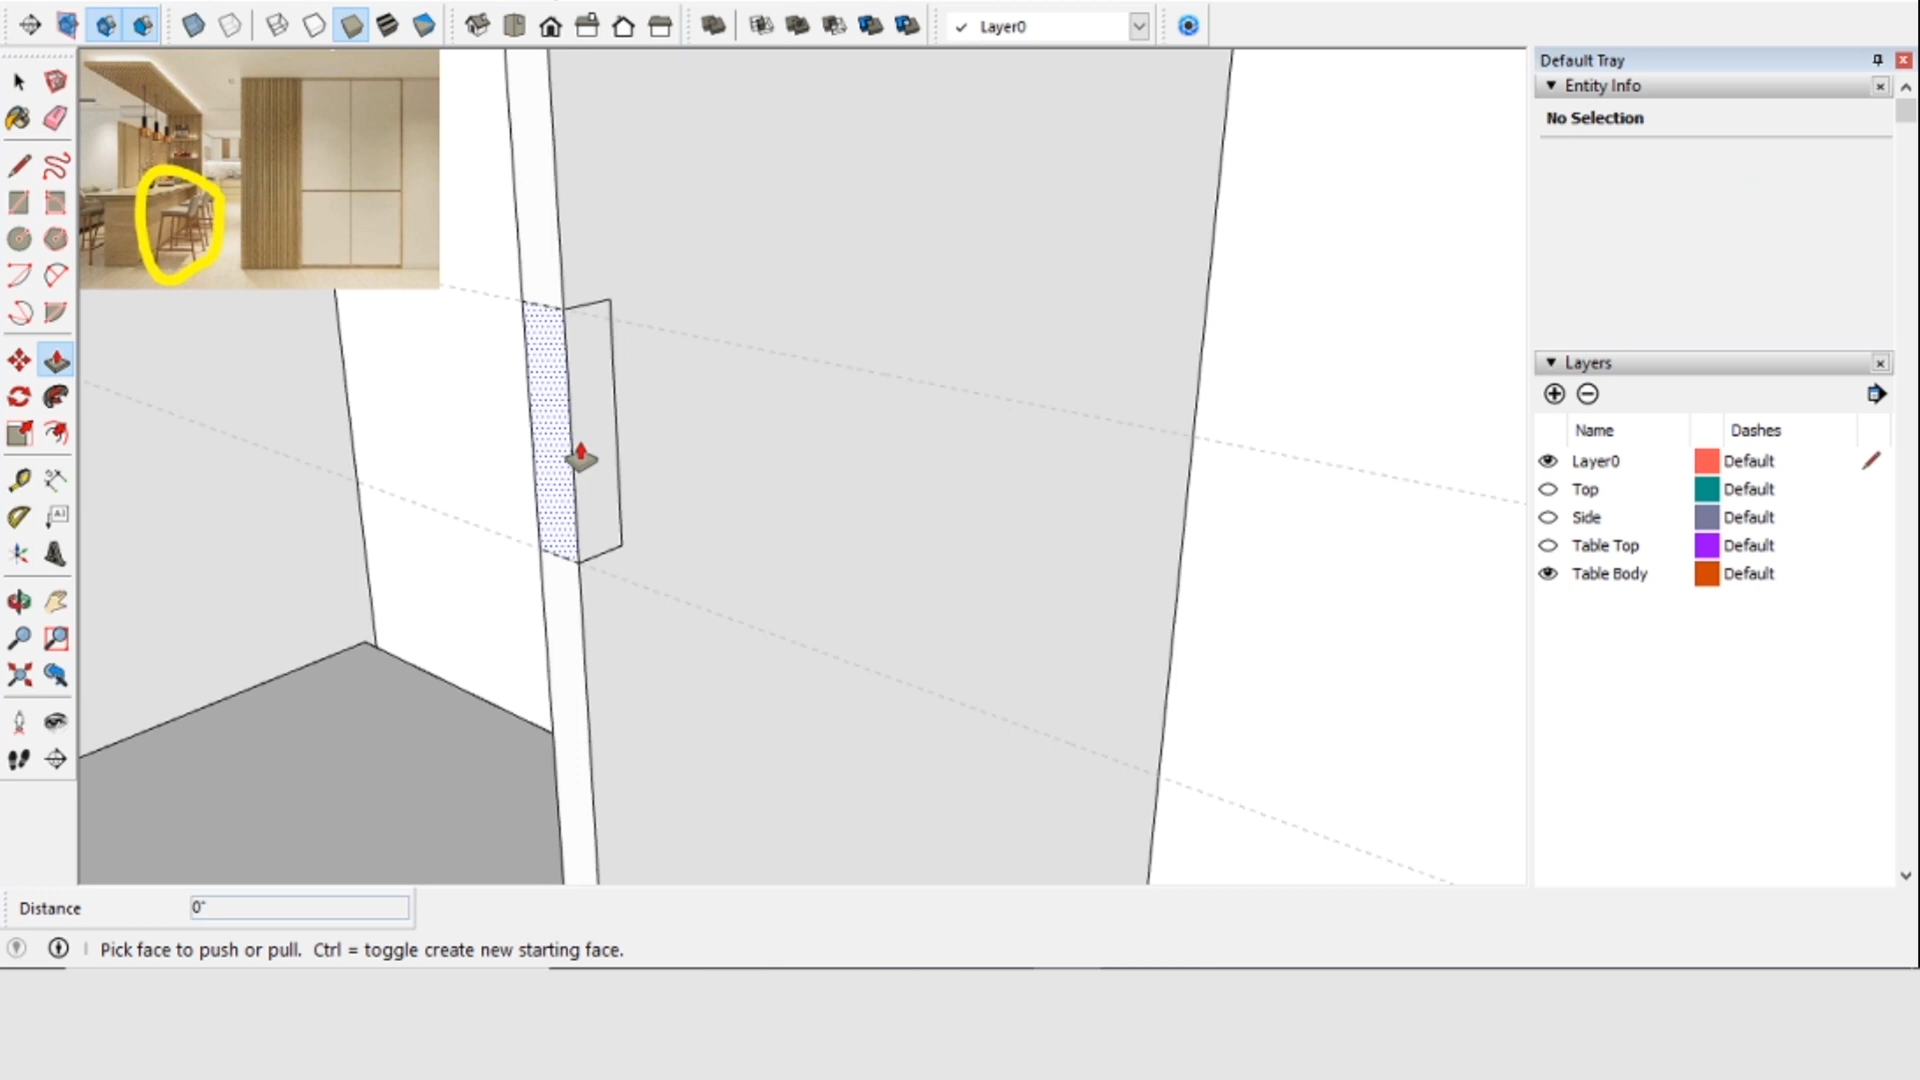 Layer0
Default Tray
Entity Info
No Selection
Layers
Name Dashes
Layer0 Default
Top Default
Side Default
Table Top Default
Table Body Default
Distance 0"
Pick face to push or pull. Ctrl = toggle create new starting face.